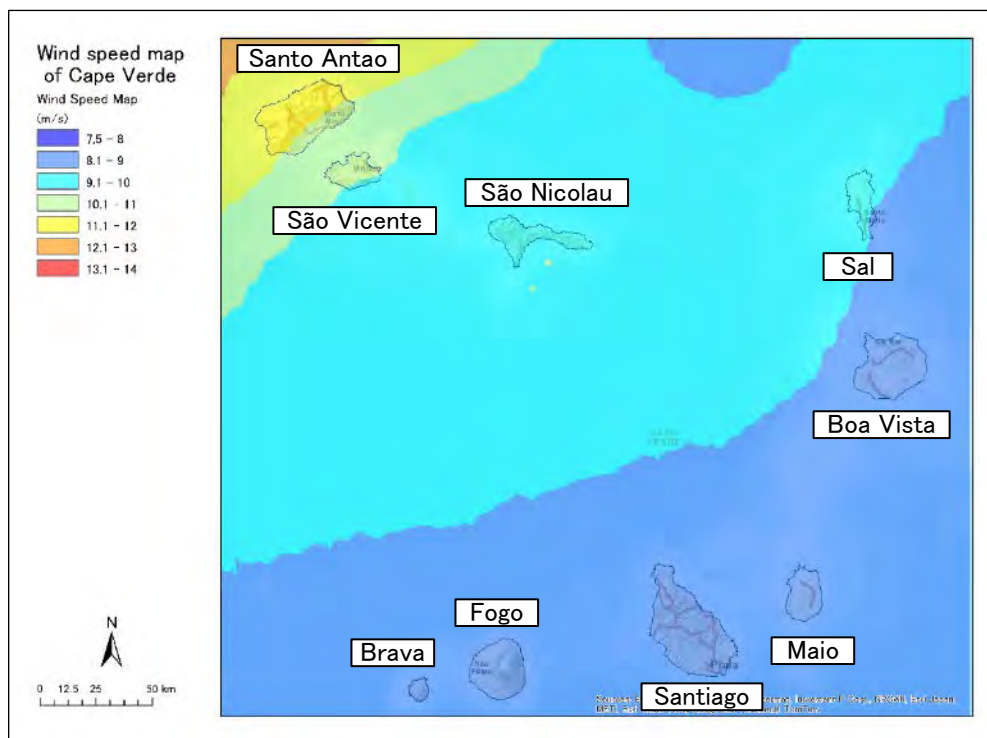 Wind speed map
of Cape Verde
Wind Speed Map
(m/s)
7.5 - 8
8.1 - 9
9.1 - 10
10.1 - 11
11.1 - 12
12.1 - 13
13.1 - 14
Santo Antao
São Vicente
São Nicolau
Sal
Boa Vista
Fogo
Brava
Maio
Praia
Santiago
N
0 12.5 25 50 km